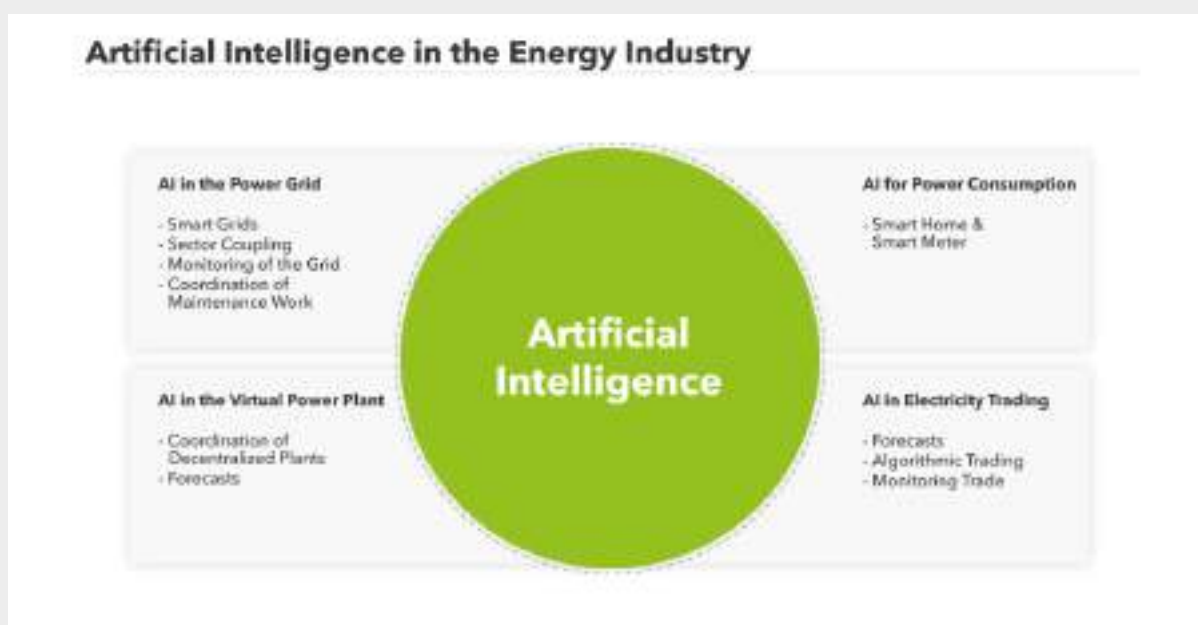 Artificial Intelligence in the Energy Industry
AI in the Power Grid
- Smart Grids
- Sector Coupling
- Monitoring of the Grid
- Coordination of
Maintenance Work
AI for Power Consumption
- Smart Home &
Smart Meter
Artificial
Intelligence
AI in the Virtual Power Plant
- Coordination of
Decentralized Plants
- Forecasts
AI in Electricity Trading
- Forecasts
- Algorithmic Trading
- Monitoring Trade